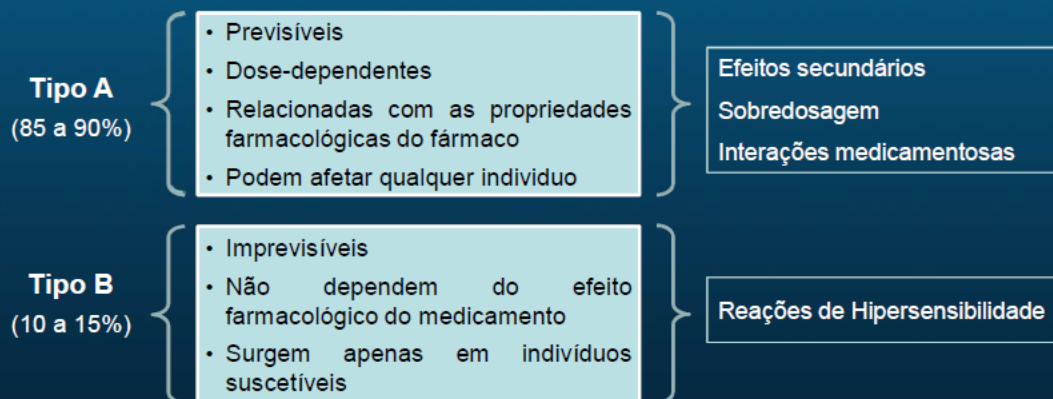 Tipo A
(85 a 90%)
• Previsíveis
• Dose-dependentes
• Relacionadas com as propriedades
farmacológicas do fármaco
• Podem afetar qualquer individuo
Efeitos secundários
Sobredosagem
Interações medicamentosas
Tipo B
(10 a 15%)
• Imprevisíveis
• Não dependem do efeito
farmacológico do medicamento
• Surgem apenas em indivíduos
suscetíveis
Reações de Hipersensibilidade